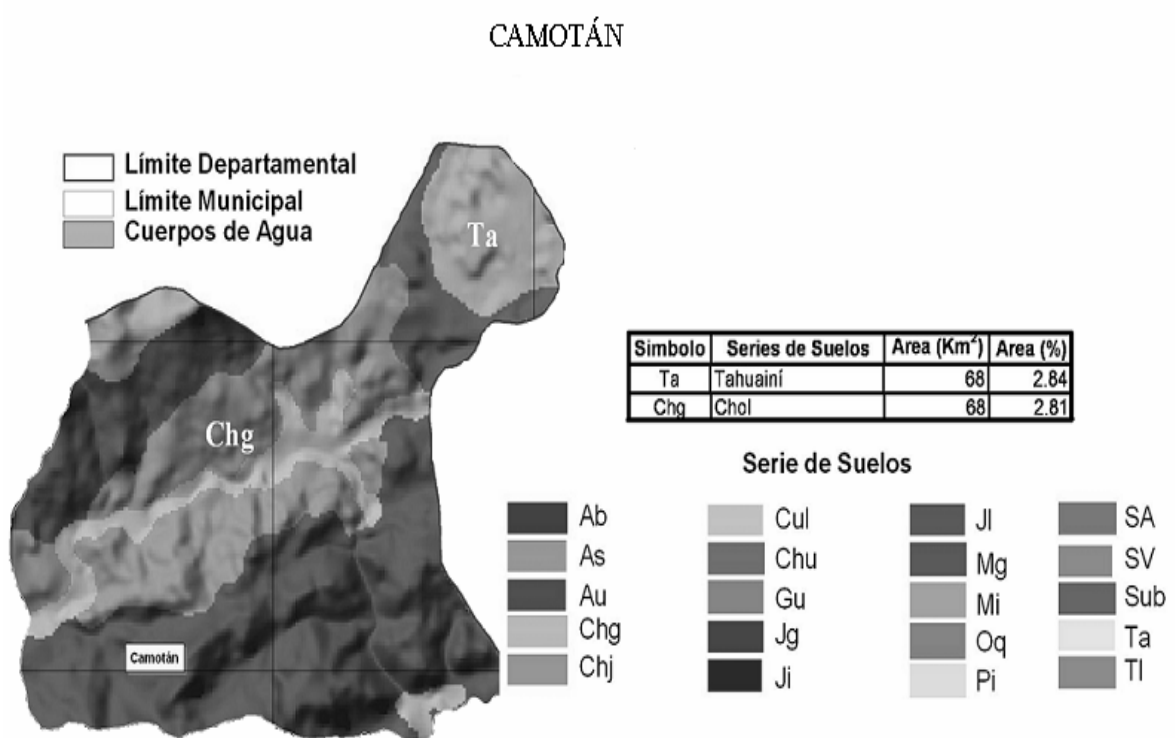 CAMOTÁN
Límite Departamental
Límite Municipal
Cuerpos de Agua
Ta
Chg
Camotán
Simbolo Series de Suelos Area (Km²) Area (%)
Ta Tahuainí 68 2.84
Chg Chol 68 2.81
Serie de Suelos
Ab Cul Jl SA
As Chu Mg SV
Au Gu Mi Sub
Chg Jg Oq Ta
Chj Ji Pi Tl